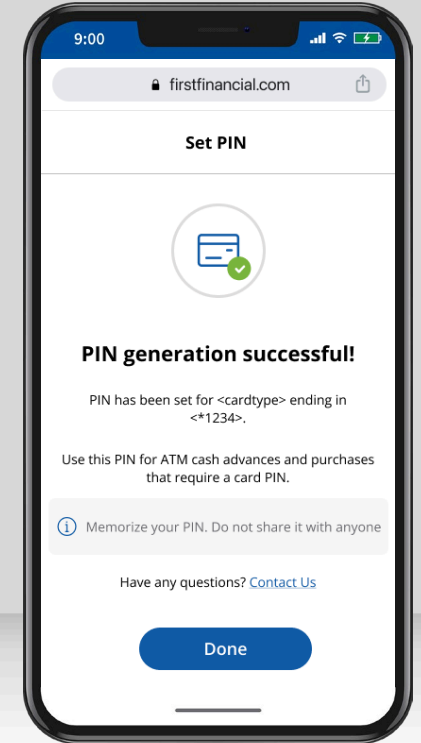 9:00
firstfinancial.com
Set PIN
PIN generation successful!
PIN has been set for <cardtype> ending in
<*1234>.
Use this PIN for ATM cash advances and purchases
that require a card PIN.
Memorize your PIN. Do not share it with anyone
Have any questions? Contact Us
Done